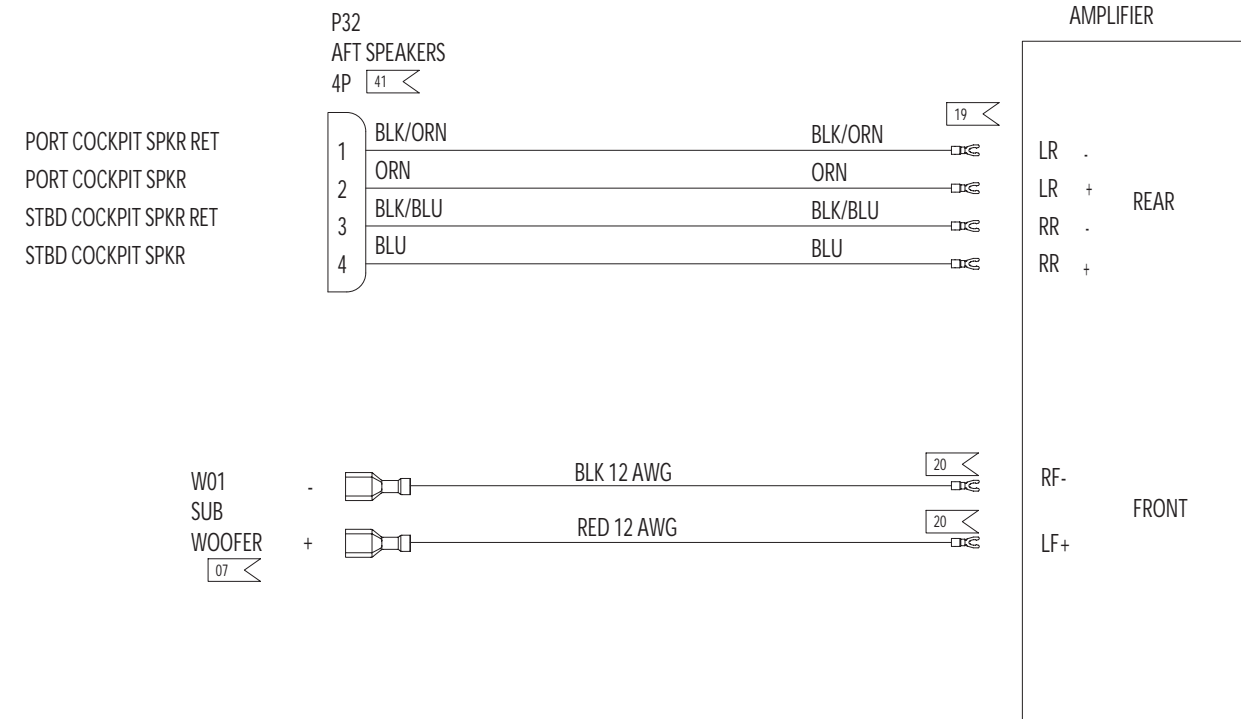 AMPLIFIER
P32
AFT SPEAKERS
4P 41
19
PORT COCKPIT SPKR RET 1 BLK/ORN BLK/ORN LR -
PORT COCKPIT SPKR 2 ORN ORN LR +
REAR
STBD COCKPIT SPKR RET 3 BLK/BLU BLK/BLU RR -
STBD COCKPIT SPKR 4 BLU BLU RR +
20
W01 - BLK 12 AWG RF-
SUB
FRONT
20
WOOFER + RED 12 AWG LF+
07